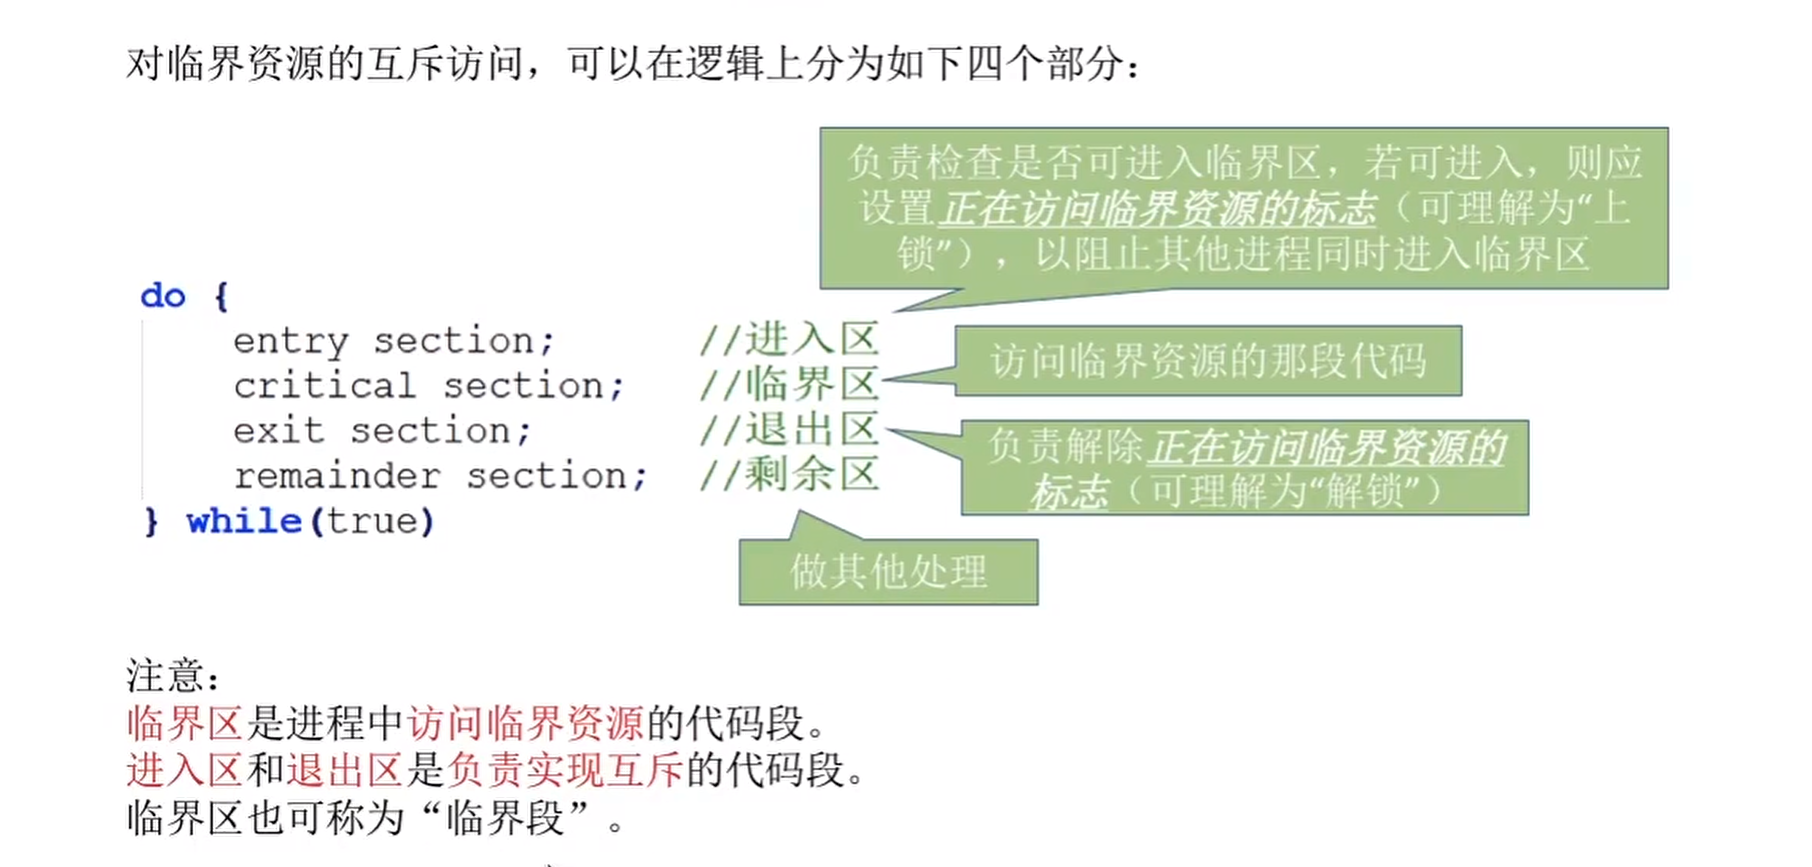 对临界资源的互斥访问，可以在逻辑上分为如下四个部分：
负责检查是否可进入临界区，若可进入，则应
设置正在访问临界资源的标志（可理解为“上
锁”），以阻止其他进程同时进入临界区
do {
entry section; //进入区
访问临界资源的那段代码
critical section; //临界区
exit section; //退出区
负责解除正在访问临界资源的
标志（可理解为“解锁”）
remainder section; //剩余区
} while(true)
做其他处理
注意：
临界区是进程中访问临界资源的代码段。
进入区和退出区是负责实现互斥的代码段。
临界区也可称为“临界段”。